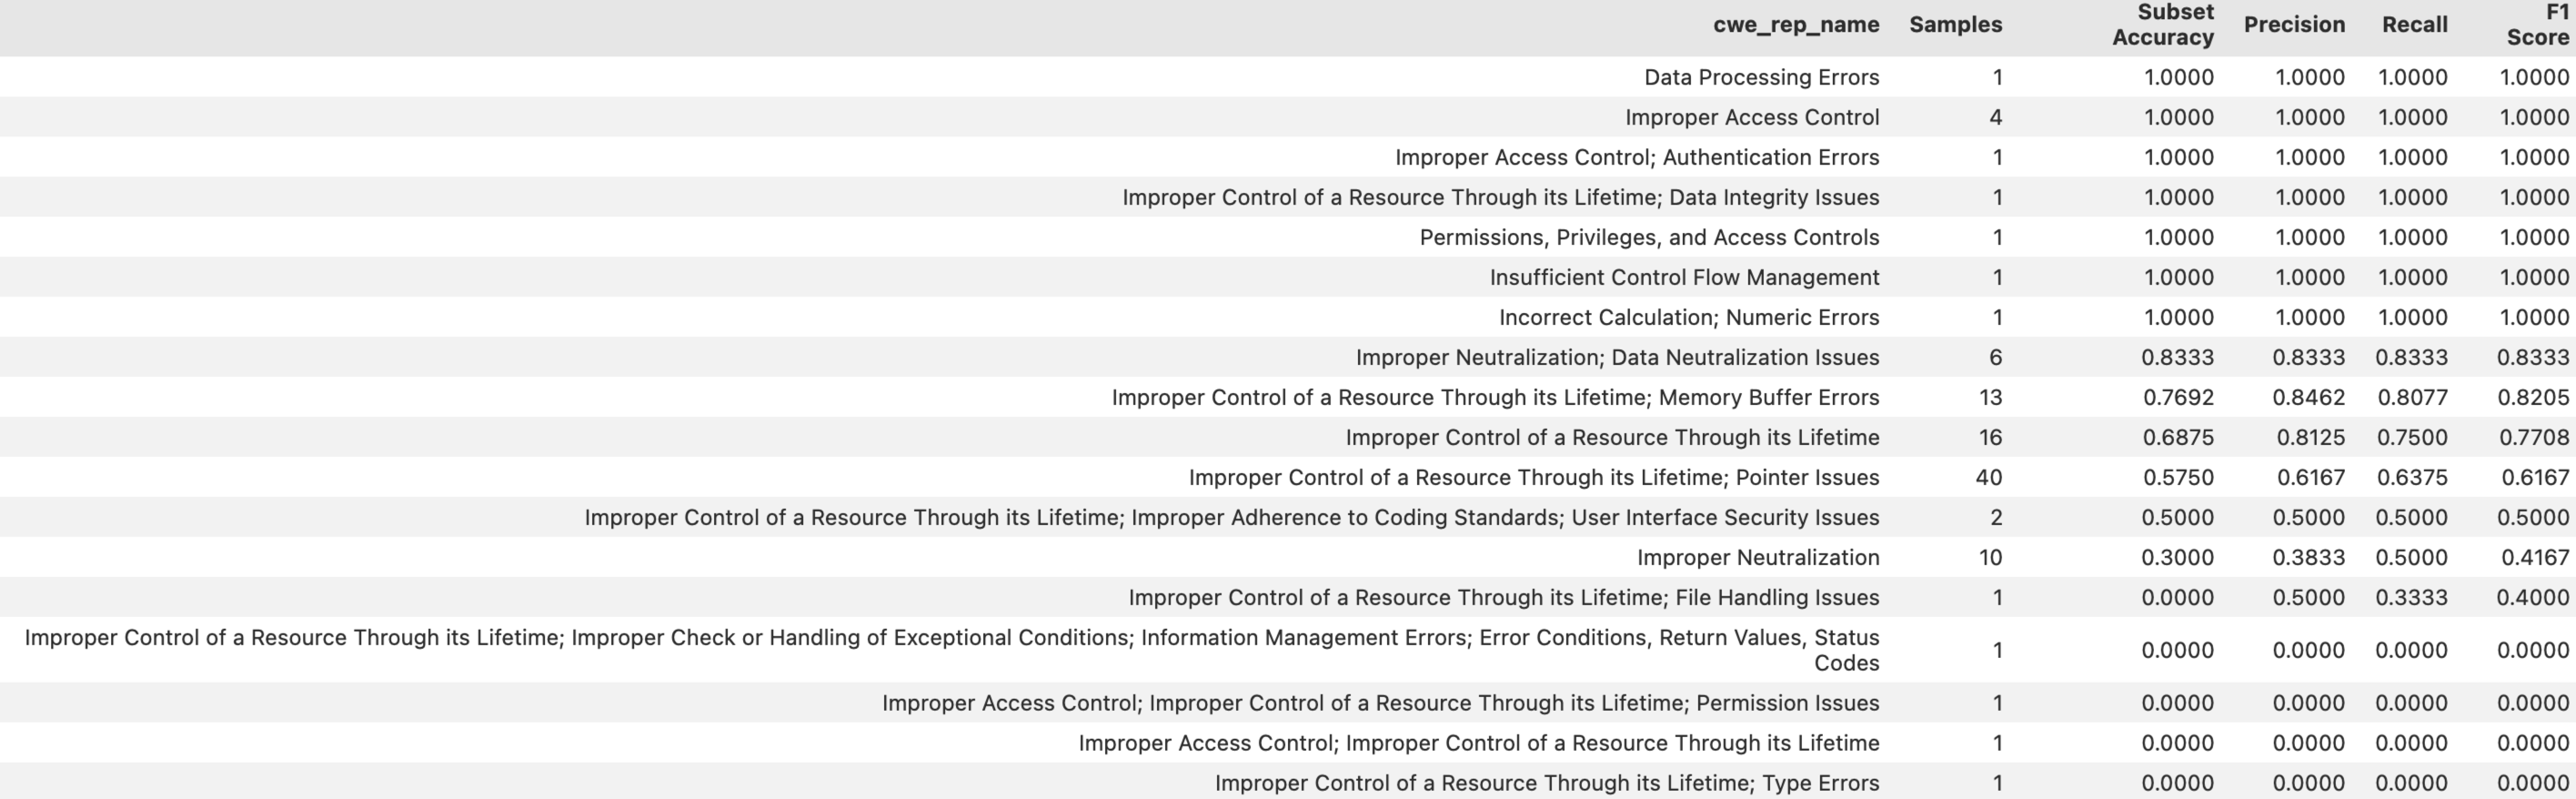 cwe_rep_name Samples Subset Accuracy Precision Recall F1 Score
Data Processing Errors 1 1.0000 1.0000 1.0000 1.0000
Improper Access Control 4 1.0000 1.0000 1.0000 1.0000
Improper Access Control; Authentication Errors 1 1.0000 1.0000 1.0000 1.0000
Improper Control of a Resource Through its Lifetime; Data Integrity Issues 1 1.0000 1.0000 1.0000 1.0000
Permissions, Privileges, and Access Controls 1 1.0000 1.0000 1.0000 1.0000
Insufficient Control Flow Management 1 1.0000 1.0000 1.0000 1.0000
Incorrect Calculation; Numeric Errors 1 1.0000 1.0000 1.0000 1.0000
Improper Neutralization; Data Neutralization Issues 6 0.8333 0.8333 0.8333 0.8333
Improper Control of a Resource Through its Lifetime; Memory Buffer Errors 13 0.7692 0.8462 0.8077 0.8205
Improper Control of a Resource Through its Lifetime 16 0.6875 0.8125 0.7500 0.7708
Improper Control of a Resource Through its Lifetime; Pointer Issues 40 0.5750 0.6167 0.6375 0.6167
Improper Control of a Resource Through its Lifetime; Improper Adherence to Coding Standards; User Interface Security Issues 2 0.5000 0.5000 0.5000 0.5000
Improper Neutralization 10 0.3000 0.3833 0.5000 0.4167
Improper Control of a Resource Through its Lifetime; File Handling Issues 1 0.0000 0.5000 0.3333 0.4000
Improper Control of a Resource Through its Lifetime; Improper Check or Handling of Exceptional Conditions; Information Management Errors; Error Conditions, Return Values, Status
Codes 1 0.0000 0.0000 0.0000 0.0000
Improper Access Control; Improper Control of a Resource Through its Lifetime; Permission Issues 1 0.0000 0.0000 0.0000 0.0000
Improper Access Control; Improper Control of a Resource Through its Lifetime 1 0.0000 0.0000 0.0000 0.0000
Improper Control of a Resource Through its Lifetime; Type Errors 1 0.0000 0.0000 0.0000 0.0000